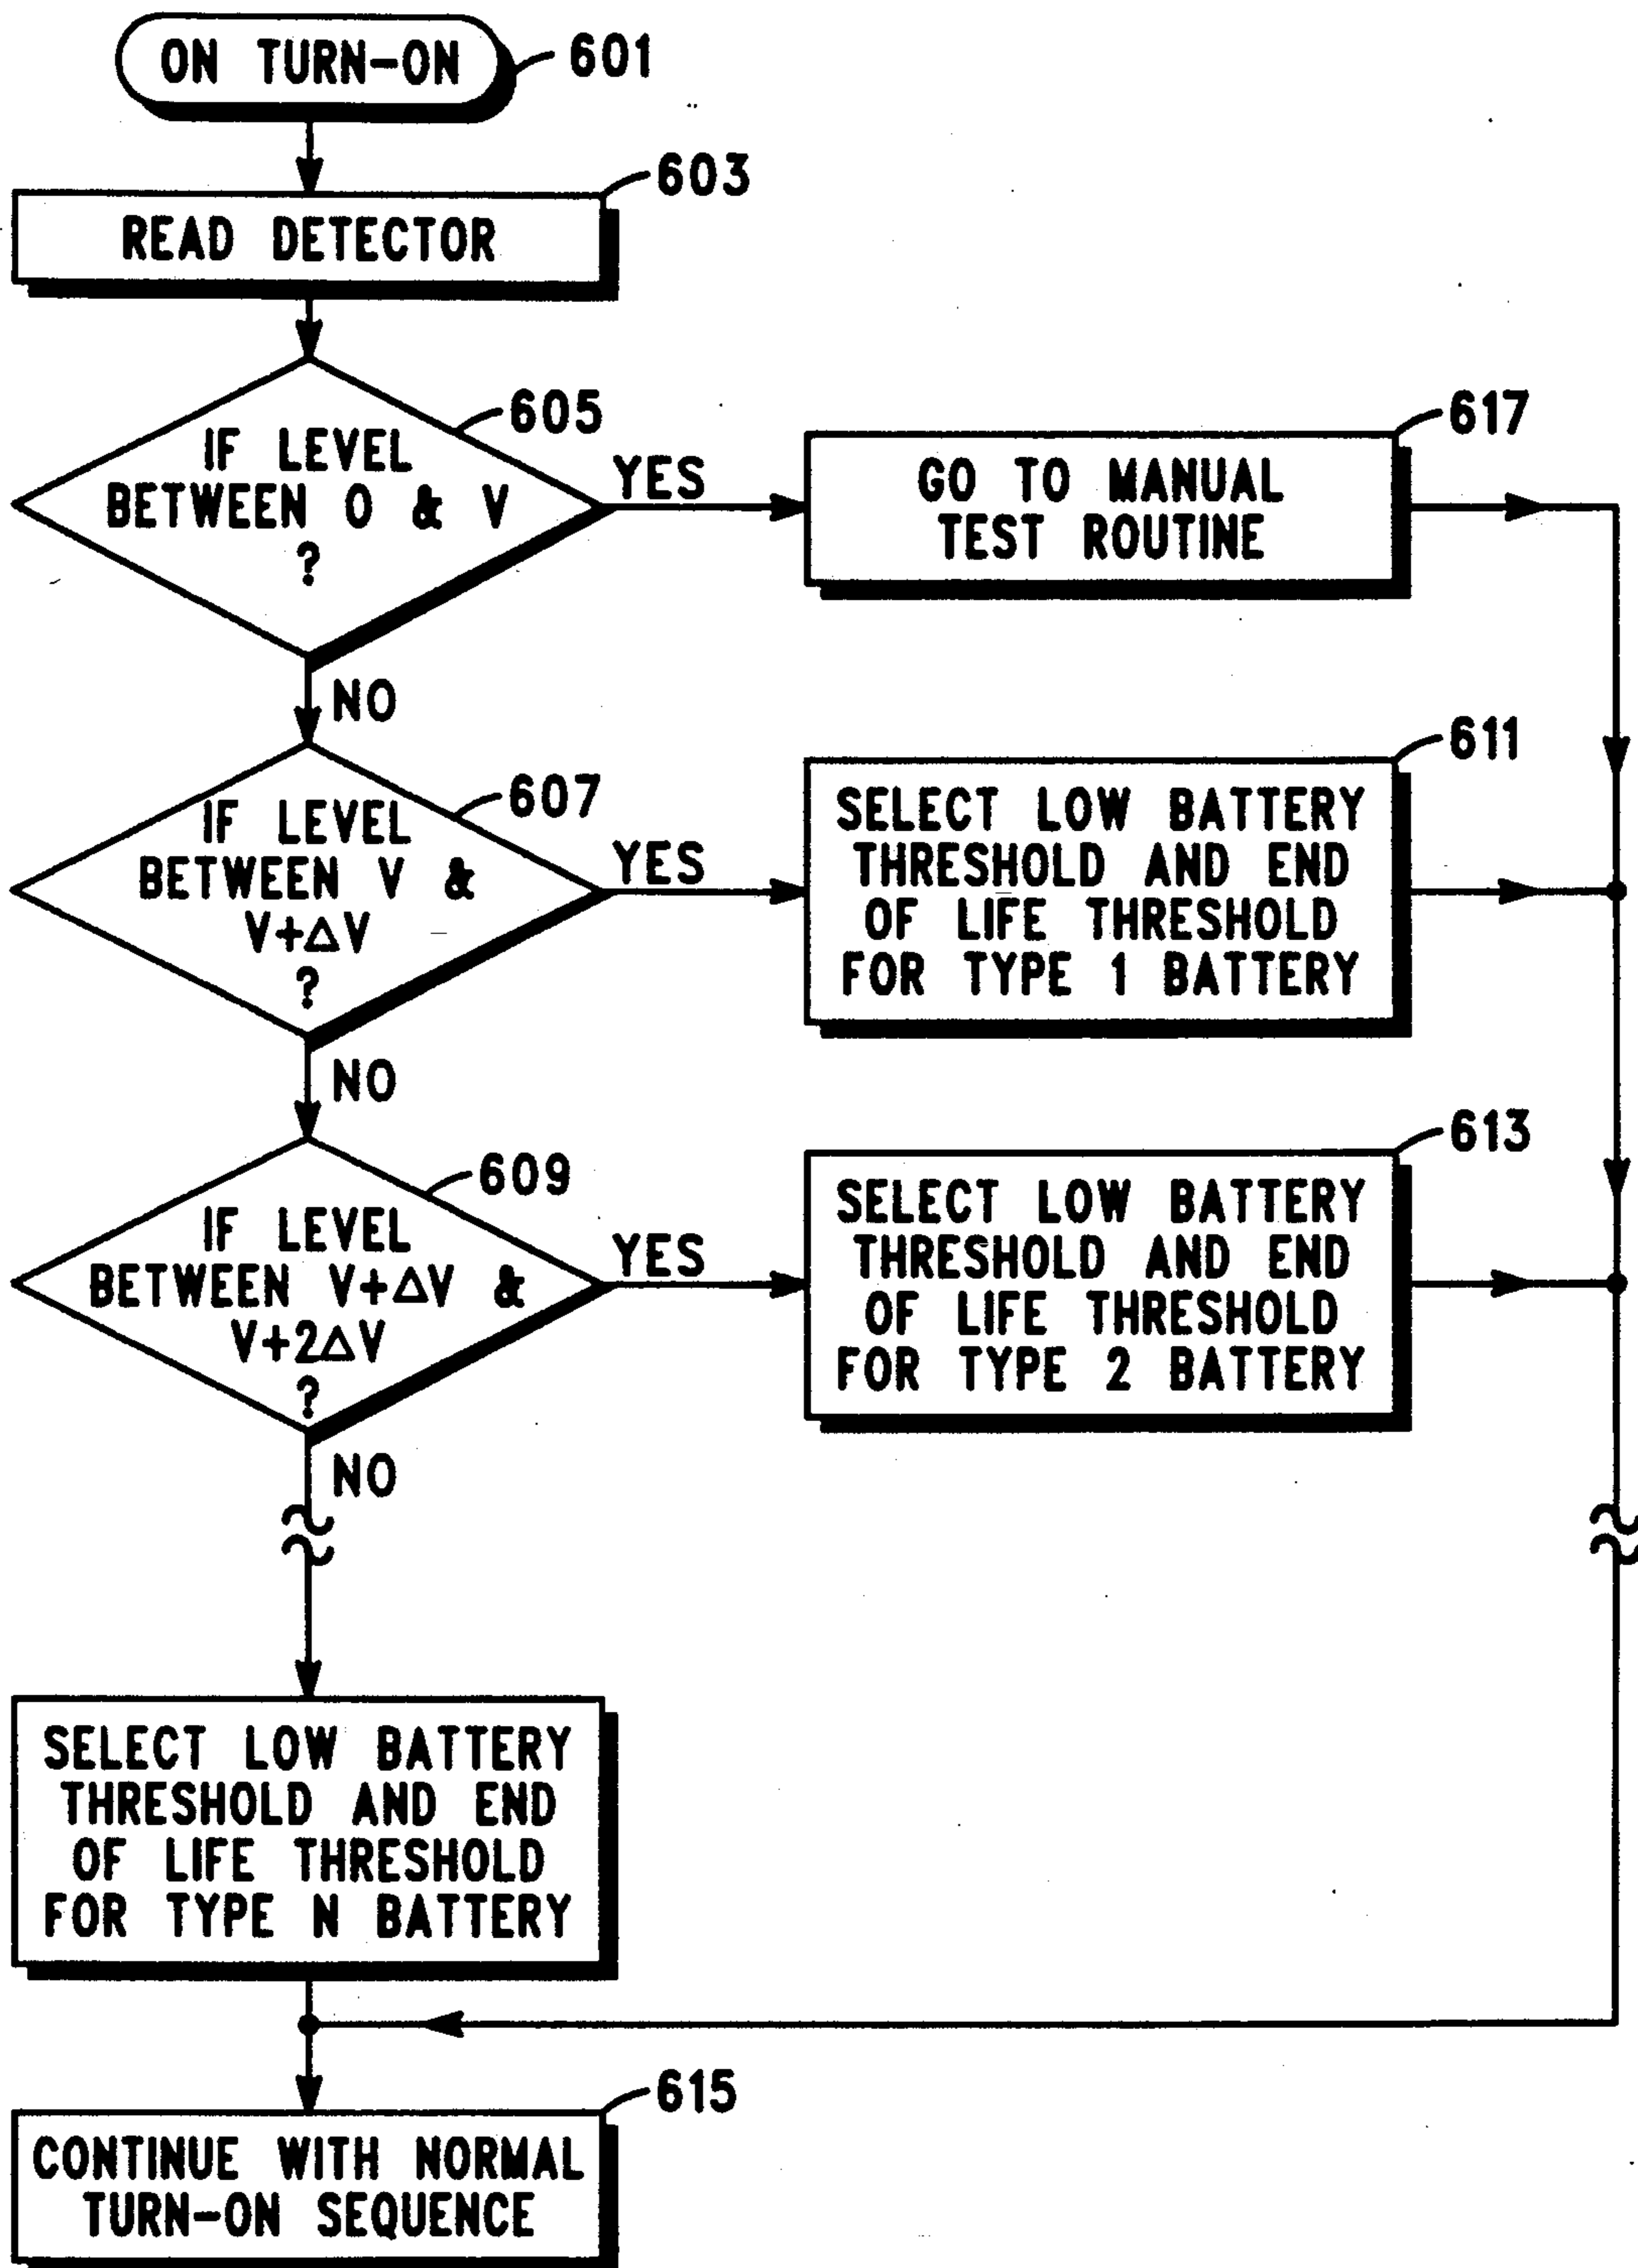 ON TURN-ON
601
READ DETECTOR
603
IF LEVEL
BETWEEN 0 & V
?
605
YES
GO TO MANUAL
TEST ROUTINE
617
NO
IF LEVEL
BETWEEN V &
V+△V
?
607
YES
SELECT LOW BATTERY
THRESHOLD AND END
OF LIFE THRESHOLD
FOR TYPE 1 BATTERY
611
NO
IF LEVEL
BETWEEN V+△V &
V+2△V
?
609
YES
SELECT LOW BATTERY
THRESHOLD AND END
OF LIFE THRESHOLD
FOR TYPE 2 BATTERY
613
NO
SELECT LOW BATTERY
THRESHOLD AND END
OF LIFE THRESHOLD
FOR TYPE N BATTERY
CONTINUE WITH NORMAL
TURN-ON SEQUENCE
615